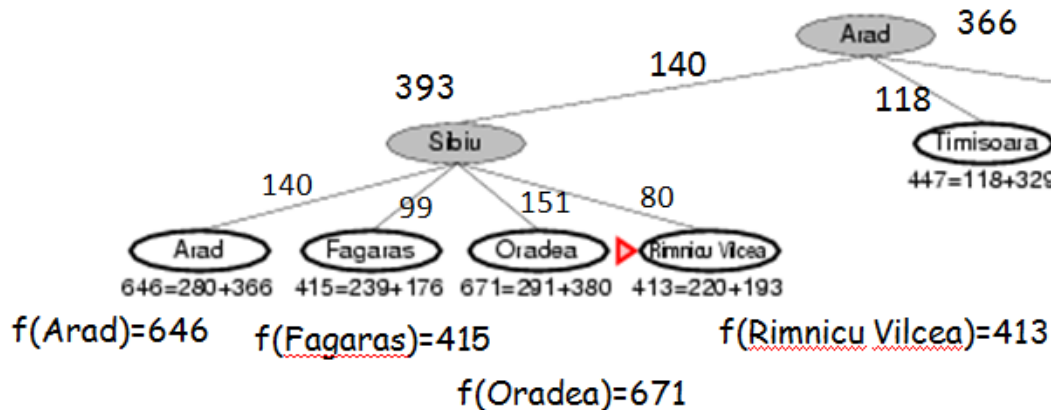 Arad 366
140
393 118
Sibiu Timisoara
447=118+329
140 99 151 80
Arad Fagaras Oradea Rimnicu Vilcea
646=280+366 415=239+176 671=291+380 413=220+193
f(Arad)=646 f(Fagaras)=415 f(Rimnicu Vilcea)=413
f(Oradea)=671